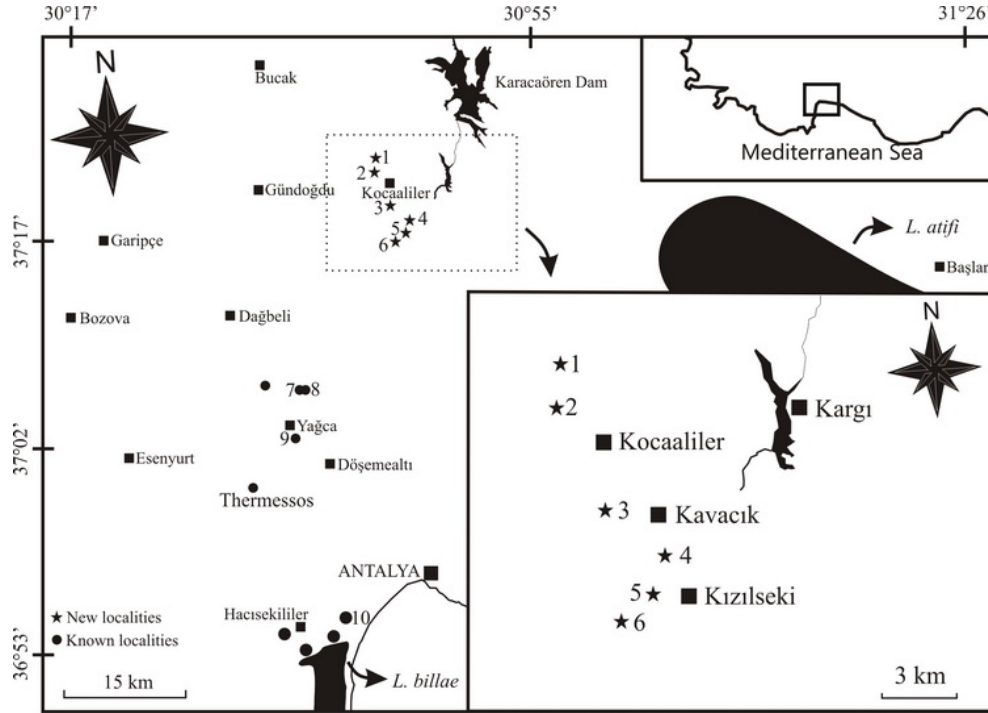 30°17'
30°55'
31°26'
N
Bucak
Karacaören Dam
Mediterranean Sea
1
2
Kocaaliler
Gündoğdu
3
4
5
6
37°17'
Garipçe
L. atifi
Başlar
Bozova
Dağbeli
N
1
7
8
2
Kargı
Yağca
Kocaaliler
9
37°02'
Esenyurt
Döşemealtı
Thermessos
3
Kavacık
4
ANTALYA
5
Kızılseki
6
New localities
Hacısekililer
10
Known localities
36°53'
15 km
L. billae
3 km